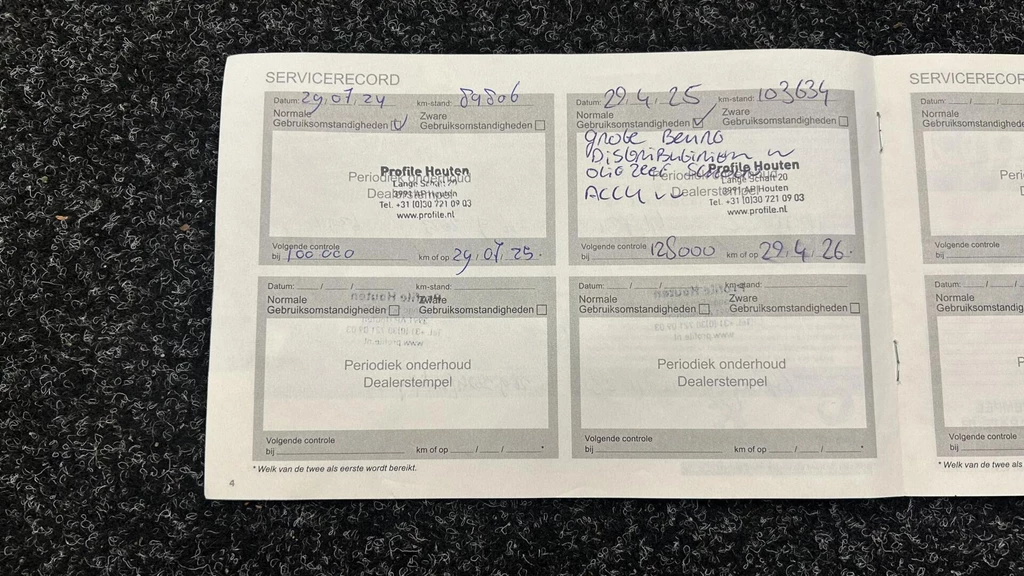 SERVICERECORD
Datum: 29.07.24 km-stand: 89806
Normale Zware
Gebruiksomstandigheden Gebruiksomstandigheden
Profile Houten
Periodiek onderhoud
Lange Schaft 20
Dealerstempel
3991 AP Houten
Tel. +31 (0)30 721 09 03
www.profile.nl
Volgende controle
bij 100 000 km of op 29.07.25.
Datum: 29.4.25 km-stand: 103634
Normale Zware
Gebruiksomstandigheden Gebruiksomstandigheden
grote Beurt
Distributieriem
Profile Houten
Periodiek onderhoud
Lange Schaft 20
Accu
Dealerstempel
3991 AP Houten
Tel. +31 (0)30 721 09 03
www.profile.nl
Volgende controle
bij 128000 km of op 29.4.26.
Datum: / / km-stand:
Normale Zware
Gebruiksomstandigheden Gebruiksomstandigheden
Periodiek onderhoud
Dealerstempel
Volgende controle
bij km of op / / *
Datum: / / km-stand:
Normale Zware
Gebruiksomstandigheden Gebruiksomstandigheden
Periodiek onderhoud
Dealerstempel
Volgende controle
bij km of op / / *
* Welk van de twee als eerste wordt bereikt.
4
SERVICERECOR
Datum: / /
Normale
Gebruiksomstandig
Volgende controle
bij
Datum: / /
Normale
Gebruiksomstandig
Volgende controle
bij
* Welk van de twee als